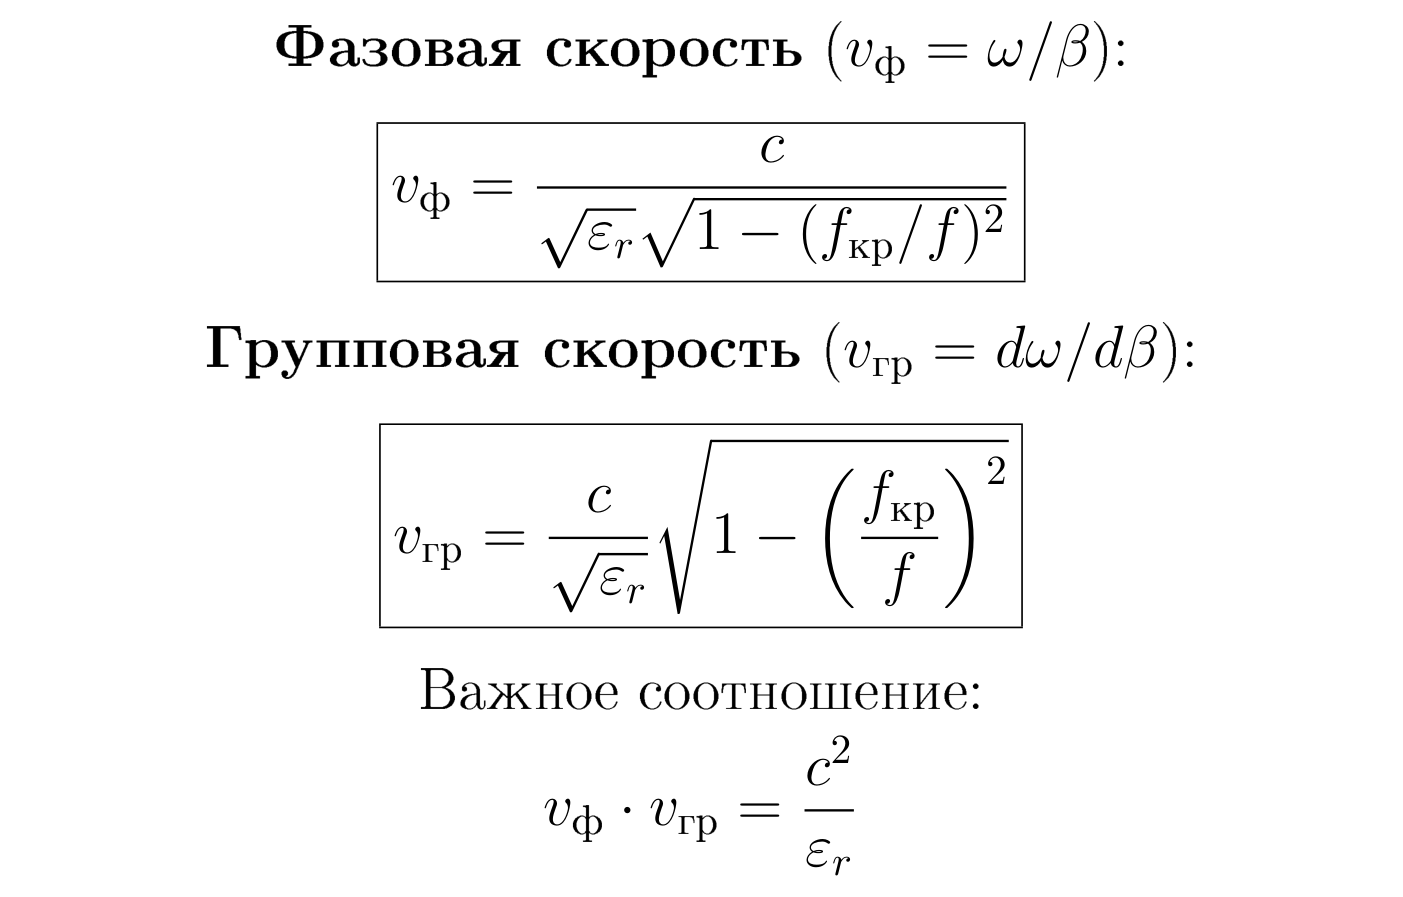 Фазовая скорость (v_ф = ω/β):
v_ф = c / (√ε_r √(1 − (f_кр/f)²))
Групповая скорость (v_гр = dω/dβ):
v_гр = c/√ε_r √(1 − (f_кр/f)²)
Важное соотношение:
v_ф · v_гр = c²/ε_r